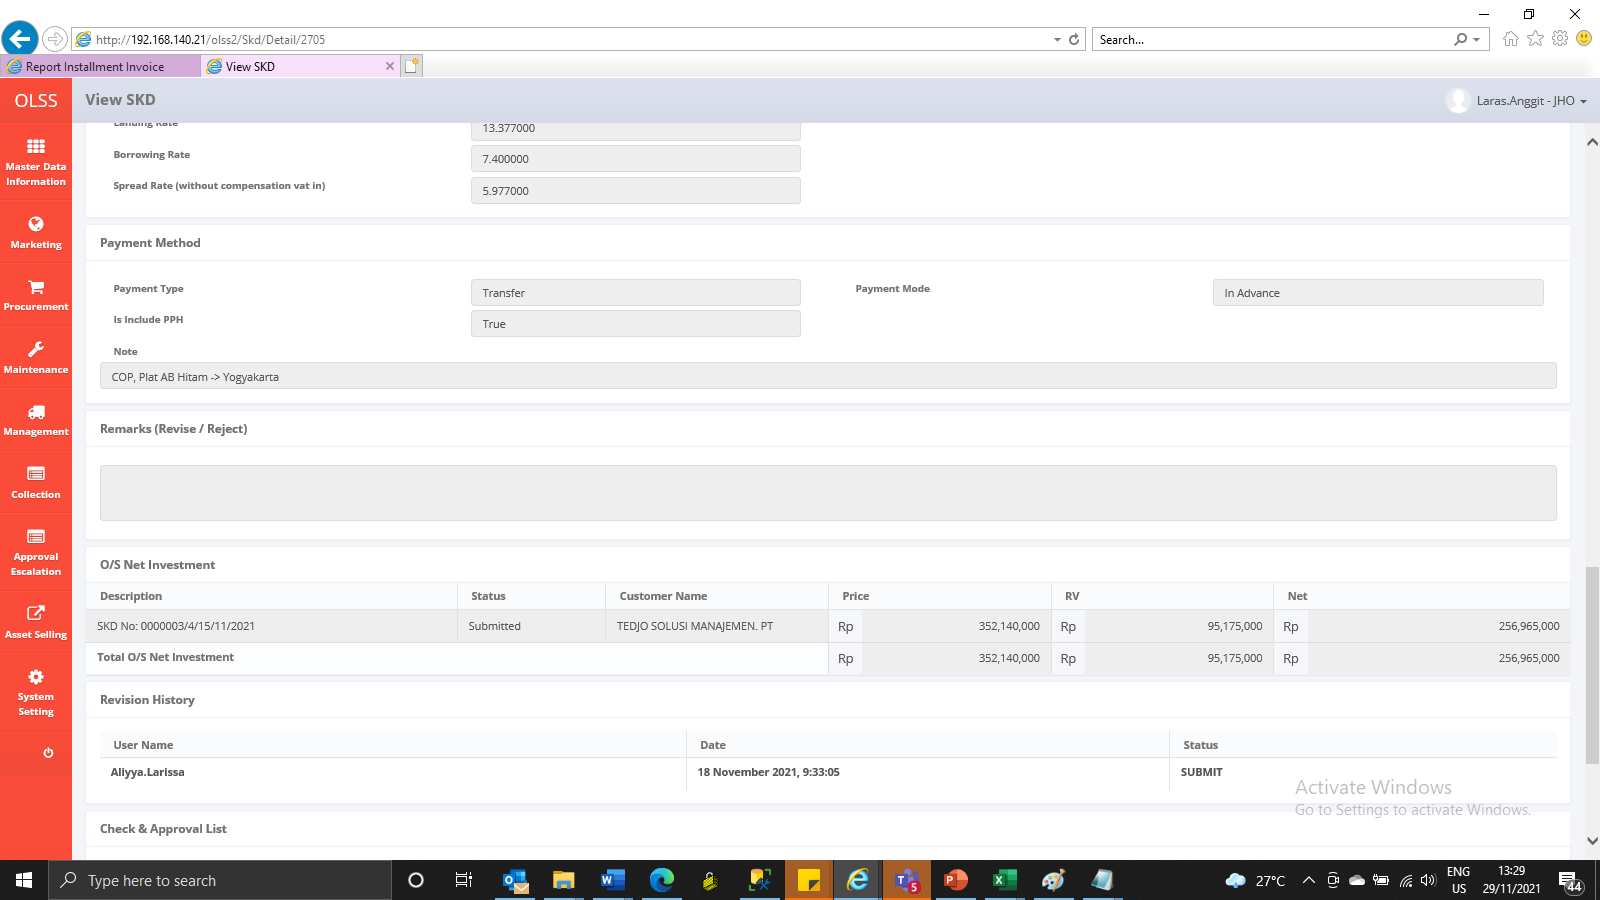 http://192.168.140.21/olss2/Skd/Detail/2705
Search...
Report Installment Invoice
View SKD
OLSS
View SKD
Laras.Anggit - JHO
Master Data
Information
Marketing
Procurement
Maintenance
Management
Collection
Approval
Escalation
Asset Selling
System
Setting
Landing Rate
13.377000
Borrowing Rate
7.400000
Spread Rate (without compensation vat in)
5.977000
Payment Method
Payment Type
Transfer
Payment Mode
In Advance
Is Include PPH
True
Note
COP, Plat AB Hitam -> Yogyakarta
Remarks (Revise / Reject)
O/S Net Investment
Description Status Customer Name Price RV Net
SKD No: 0000003/4/15/11/2021 Submitted TEDJO SOLUSI MANAJEMEN. PT Rp 352,140,000 Rp 95,175,000 Rp 256,965,000
Total O/S Net Investment Rp 352,140,000 Rp 95,175,000 Rp 256,965,000
Revision History
User Name Date Status
Aliyya.Larissa 18 November 2021, 9:33:05 SUBMIT
Activate Windows
Go to Settings to activate Windows.
Check & Approval List
Type here to search
5
27°C
ENG
US
13:29
29/11/2021
44